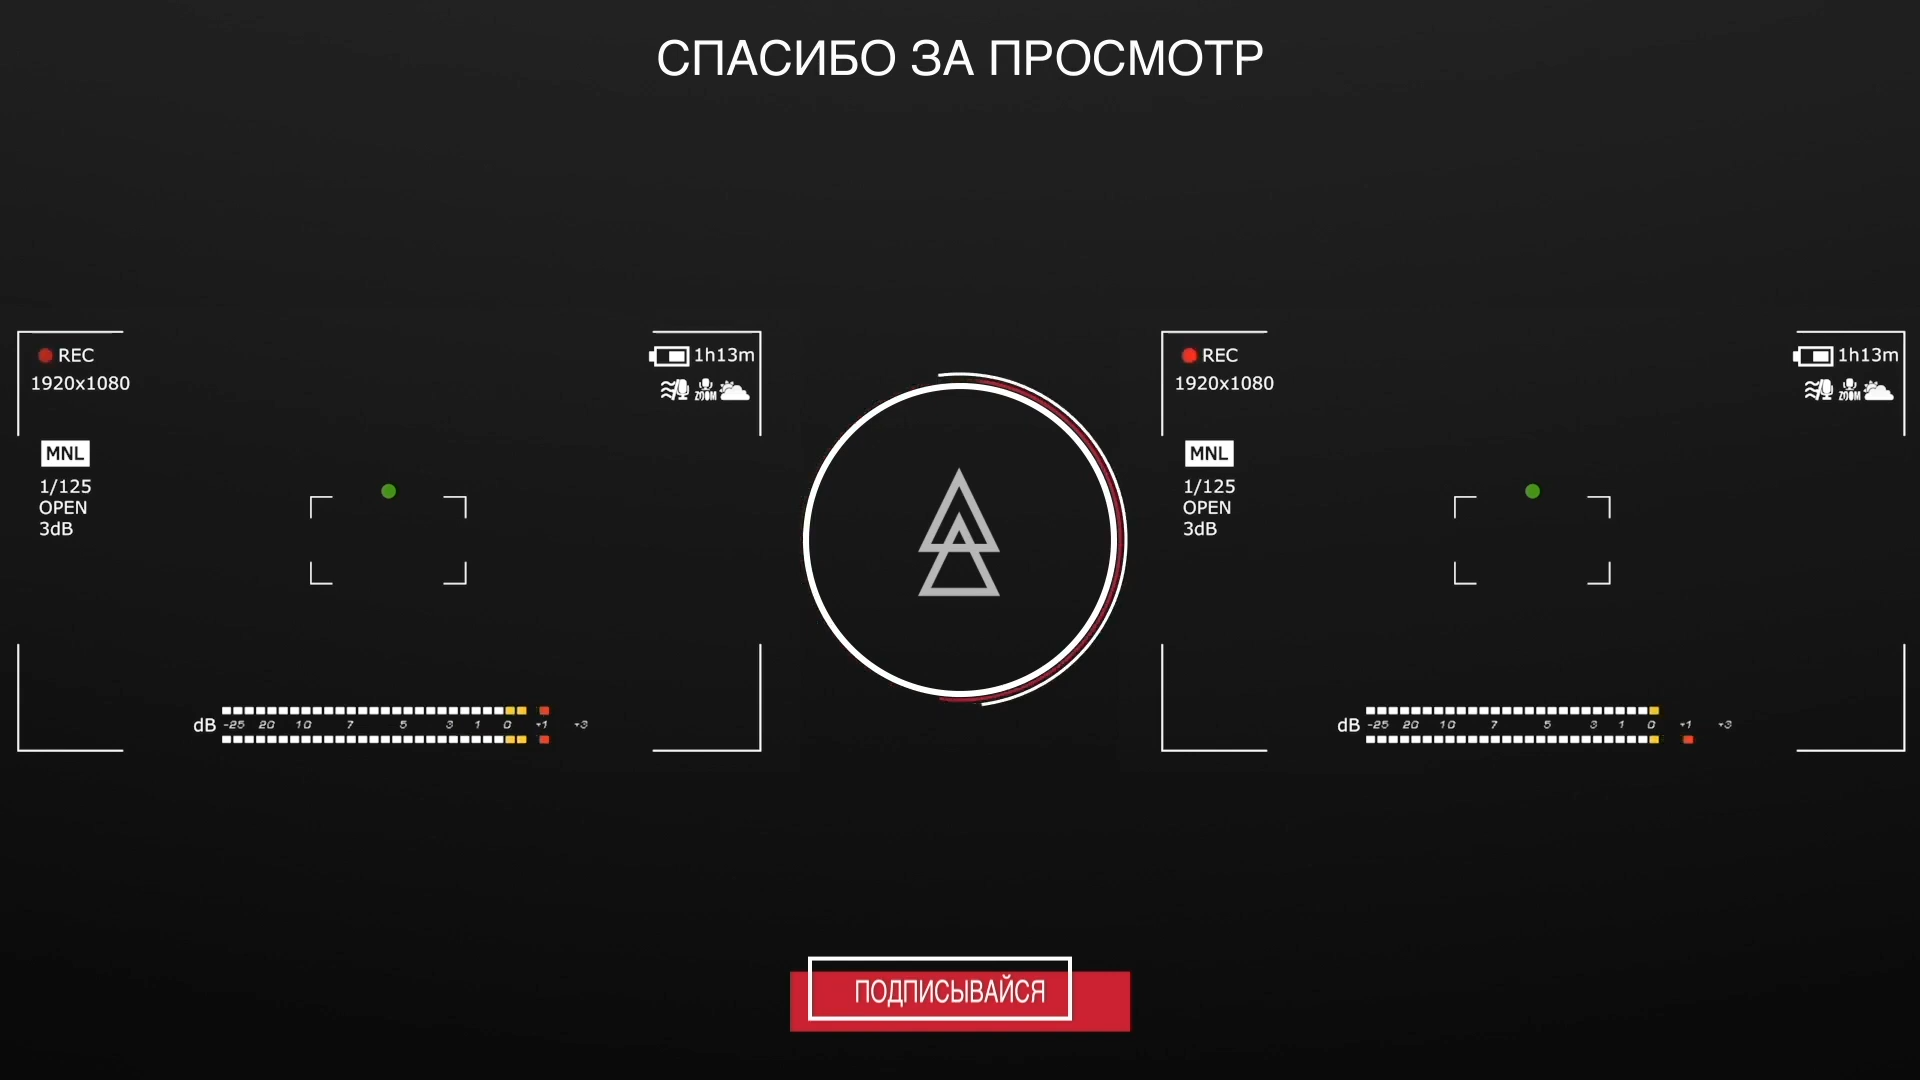 СПАСИБО ЗА ПРОСМОТР
REC
1920x1080
1h13m
ZOOM
MNL
1/125
OPEN
3dB
dB -25 20 10 7 5 3 1 0 +1 +3
REC
1920x1080
1h13m
ZOOM
MNL
1/125
OPEN
3dB
dB -25 20 10 7 5 3 1 0 +1 +3
ПОДПИСЫВАЙСЯ